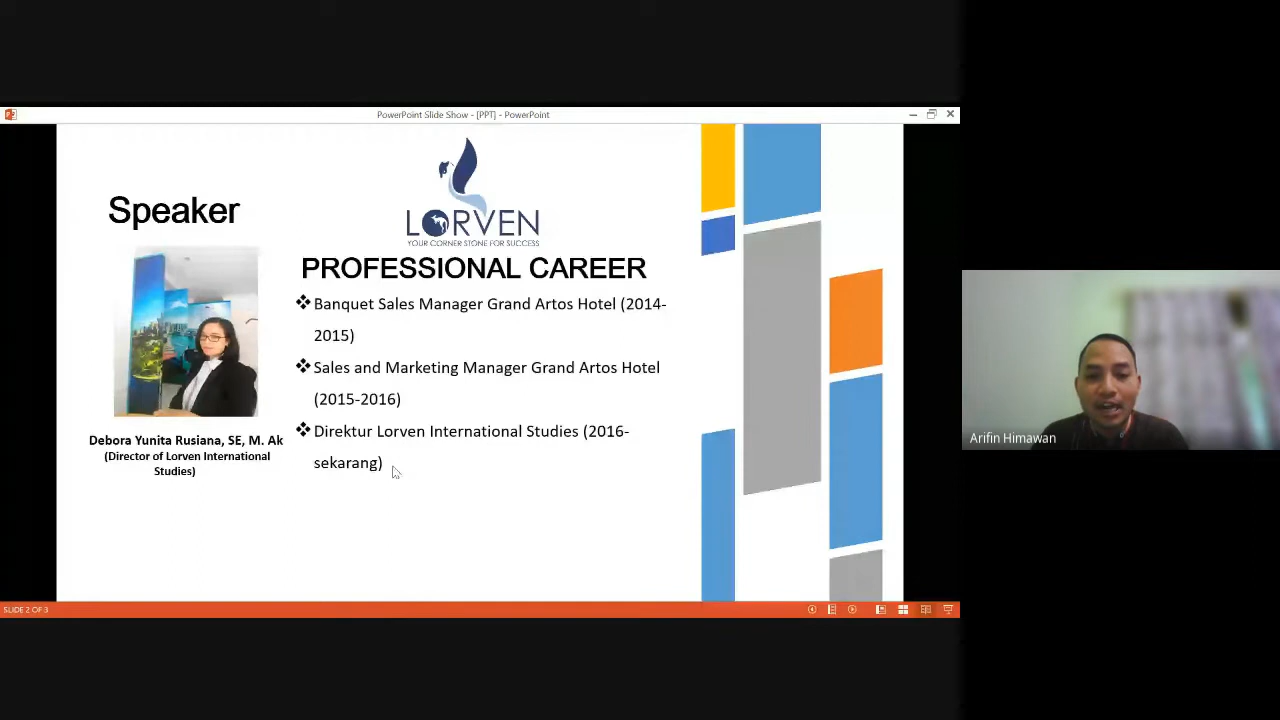 PowerPoint Slide Show - [PPT] - PowerPoint
Speaker
LORVEN
YOUR CORNER STONE FOR SUCCESS
PROFESSIONAL CAREER
Banquet Sales Manager Grand Artos Hotel (2014-
2015)
Sales and Marketing Manager Grand Artos Hotel
(2015-2016)
Direktur Lorven International Studies (2016-
sekarang)
Debora Yunita Rusiana, SE, M. Ak
(Director of Lorven International
Studies)
Arifin Himawan
SLIDE 2 OF 3